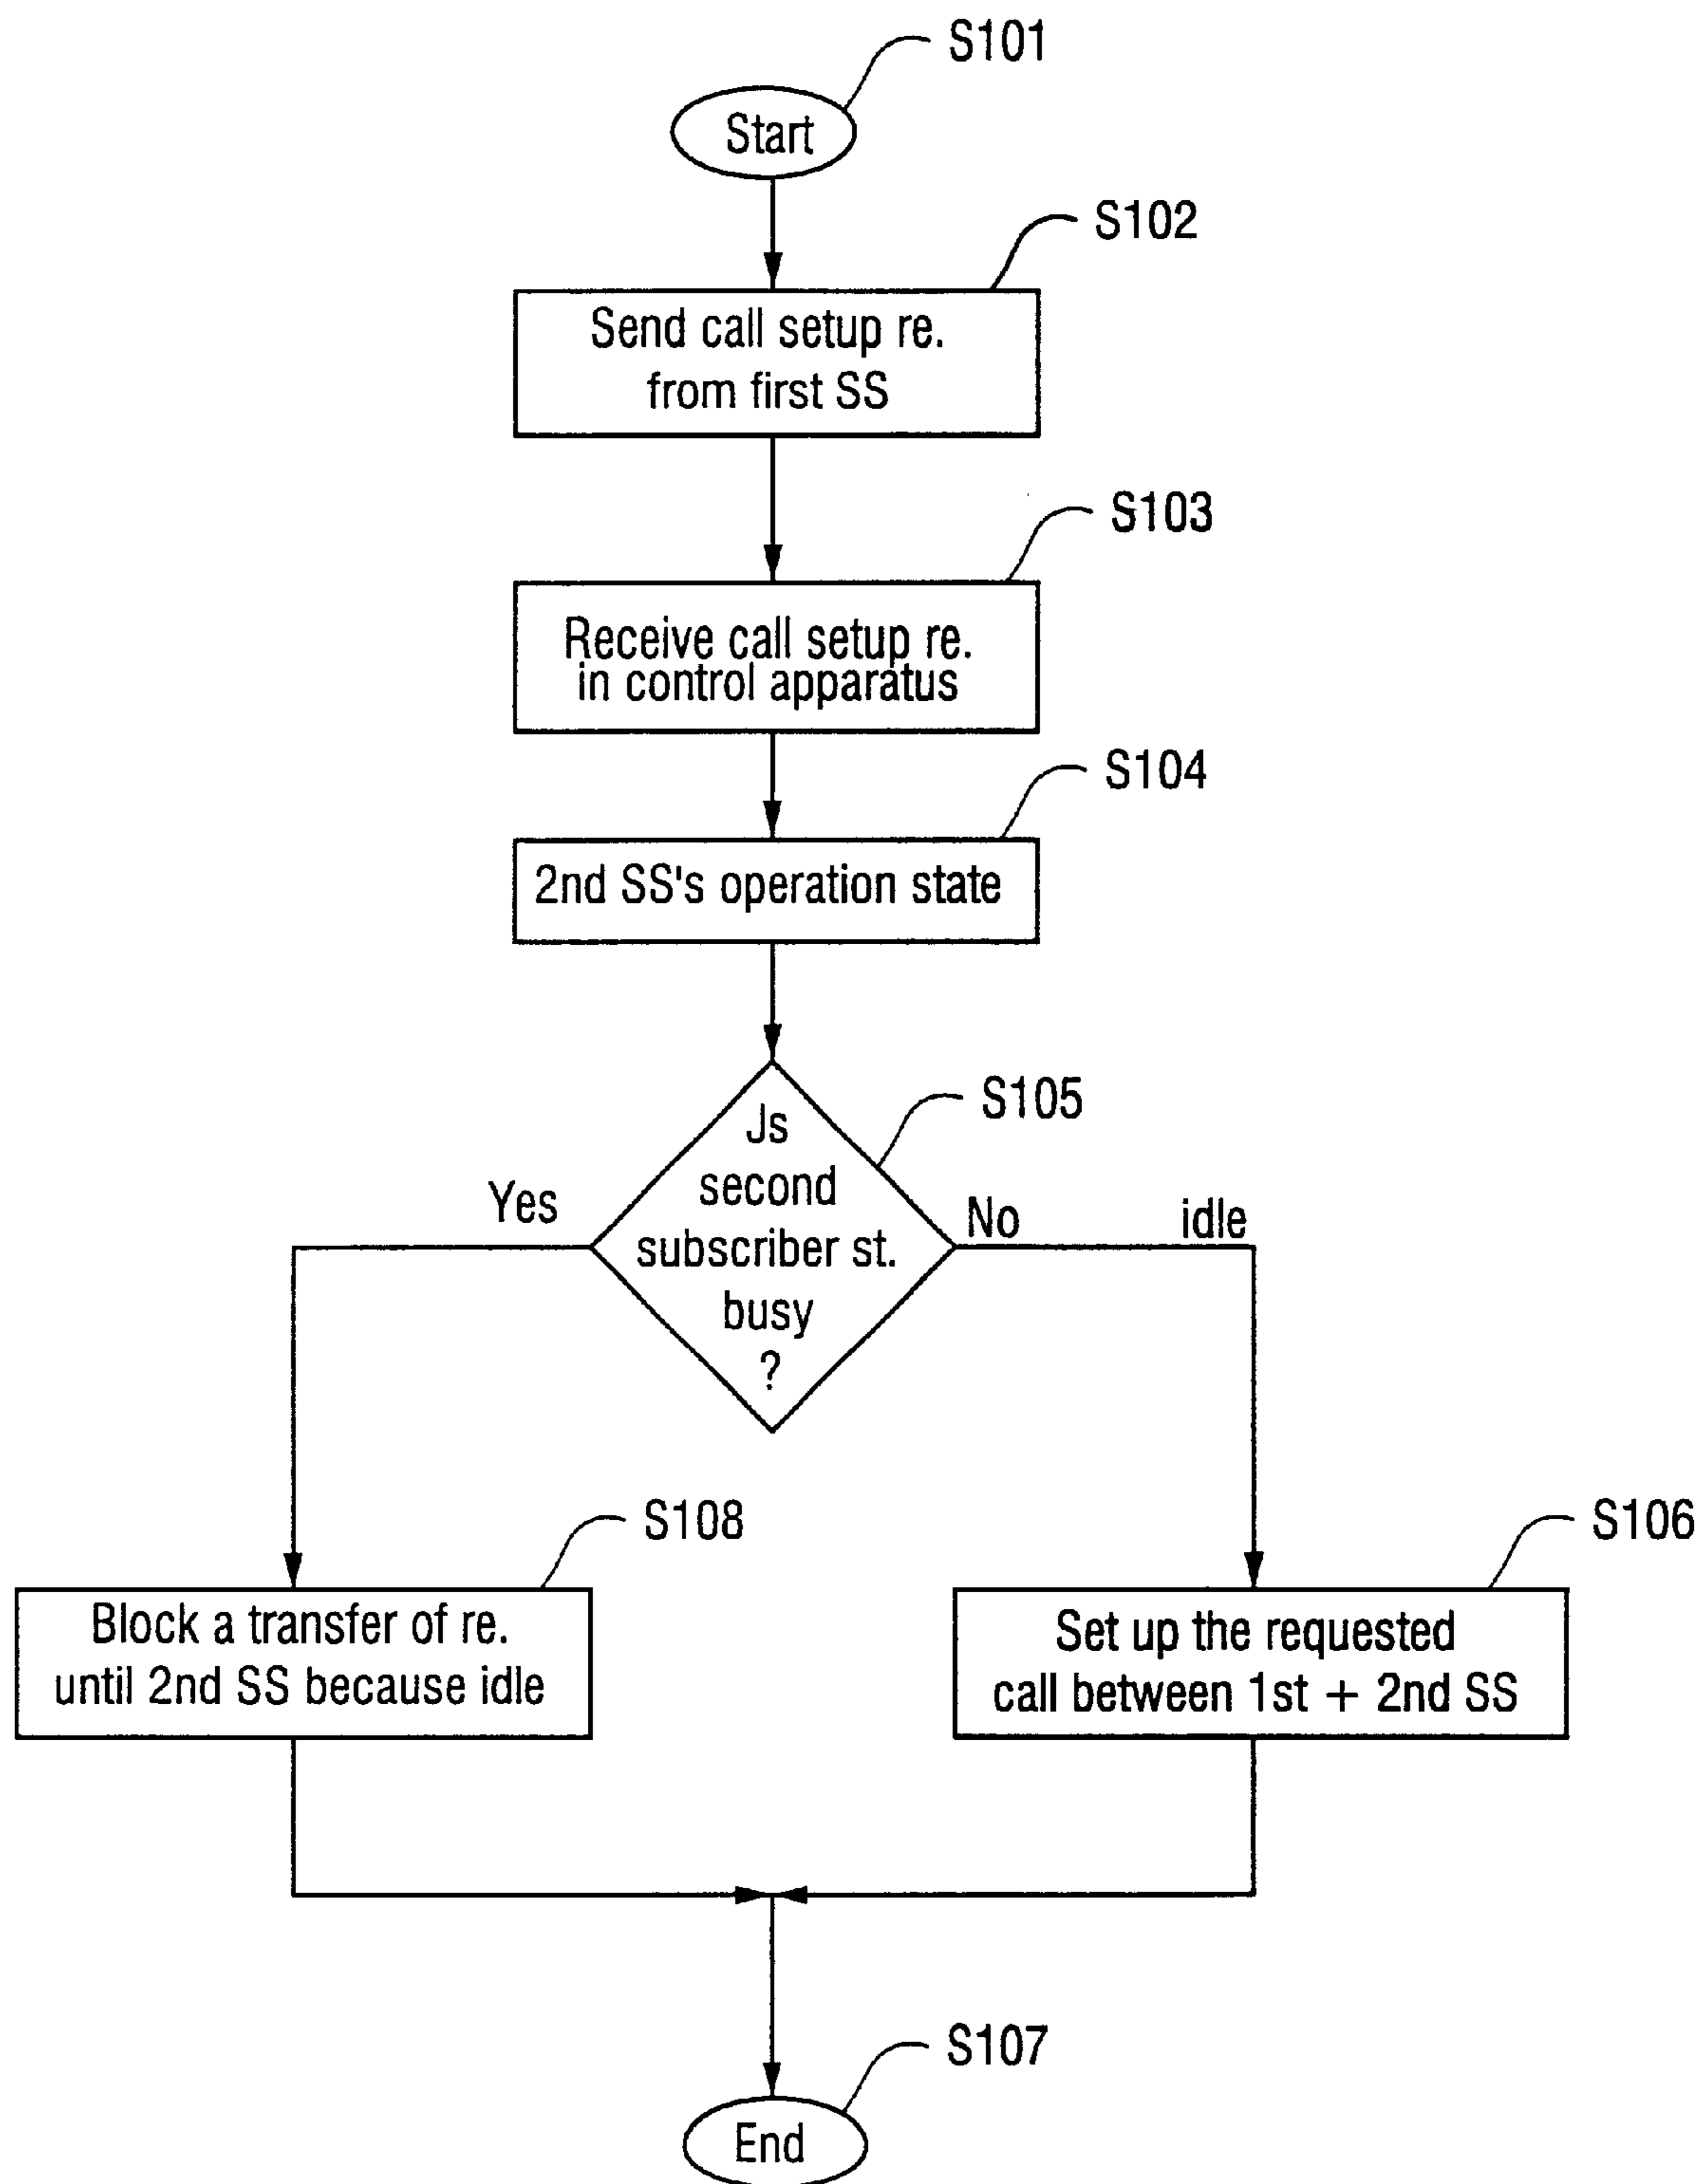 S101
Start
S102
Send call setup re.
from first SS
S103
Receive call setup re.
in control apparatus
S104
2nd SS's operation state
S105
Js
second
subscriber st.
busy
?
Yes
No
idle
S108
Block a transfer of re.
until 2nd SS because idle
S106
Set up the requested
call between 1st + 2nd SS
S107
End